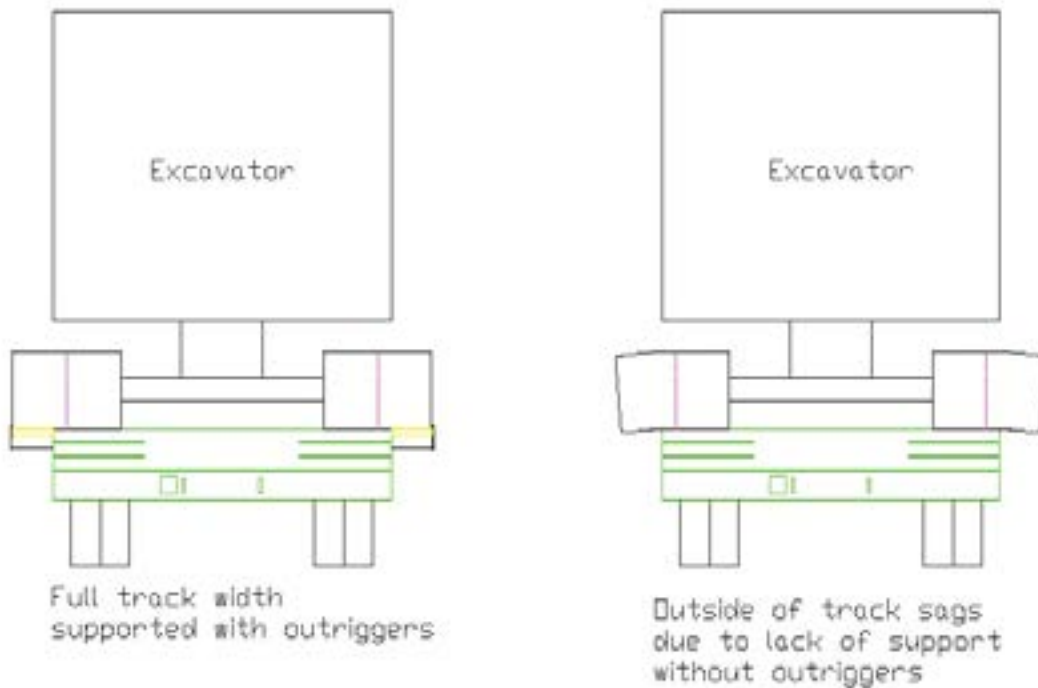 Excavator
Full track width
supported with outriggers
Excavator
Outside of track sags
due to lack of support
without outriggers